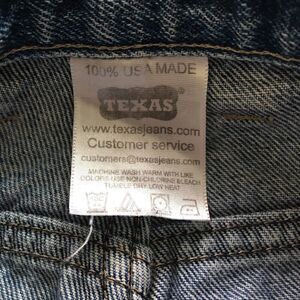 100% USA MADE
TEXAS®
www.texasjeans.com
Customer service
customers@texasjeans.com
MACHINE WASH WARM WITH LIKE
COLORS USE NON-CHLORINE BLEACH
TUMBLE DRY LOW HEAT